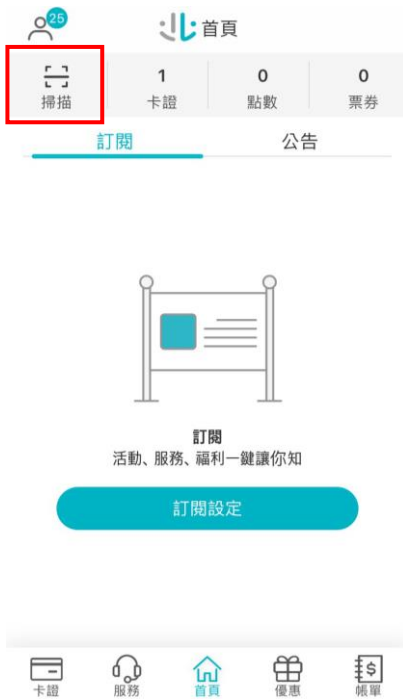 25
首頁
掃描
1
卡證
0
點數
0
票券
訂閱
公告
訂閱
活動、服務、福利一鍵讓你知
訂閱設定
卡證
服務
首頁
優惠
帳單